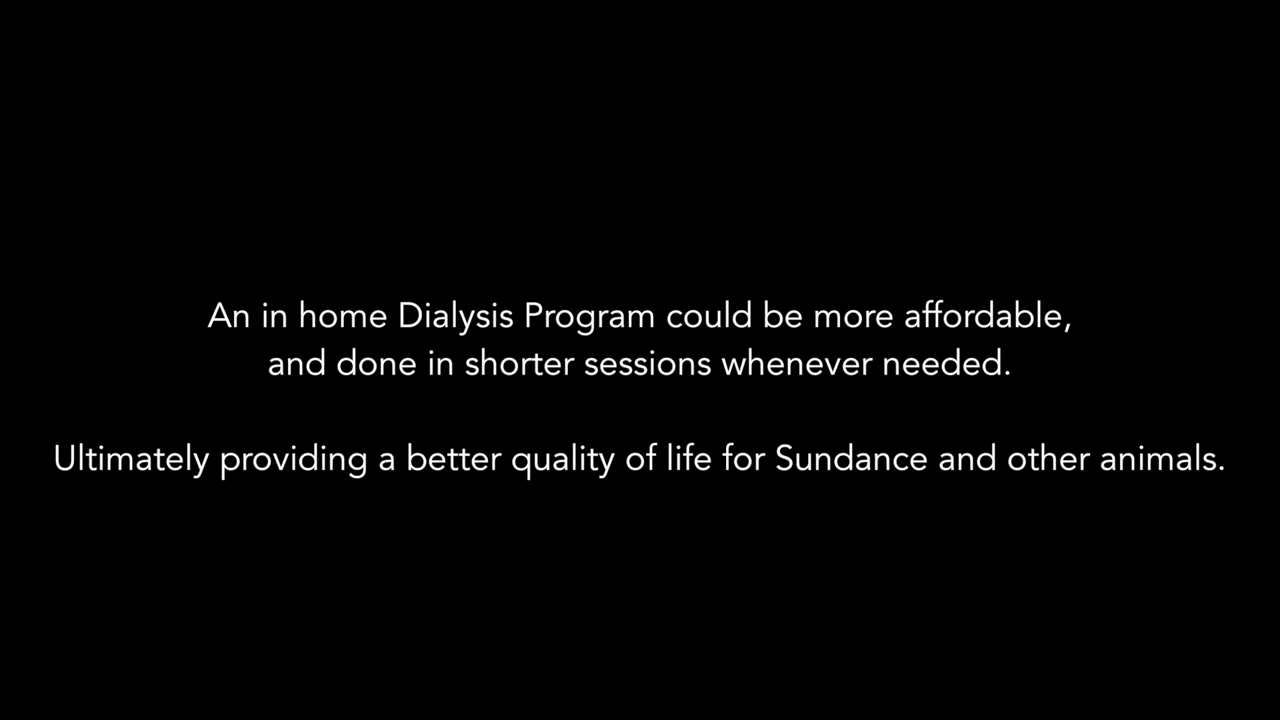 An in home Dialysis Program could be more affordable,
and done in shorter sessions whenever needed.
Ultimately providing a better quality of life for Sundance and other animals.